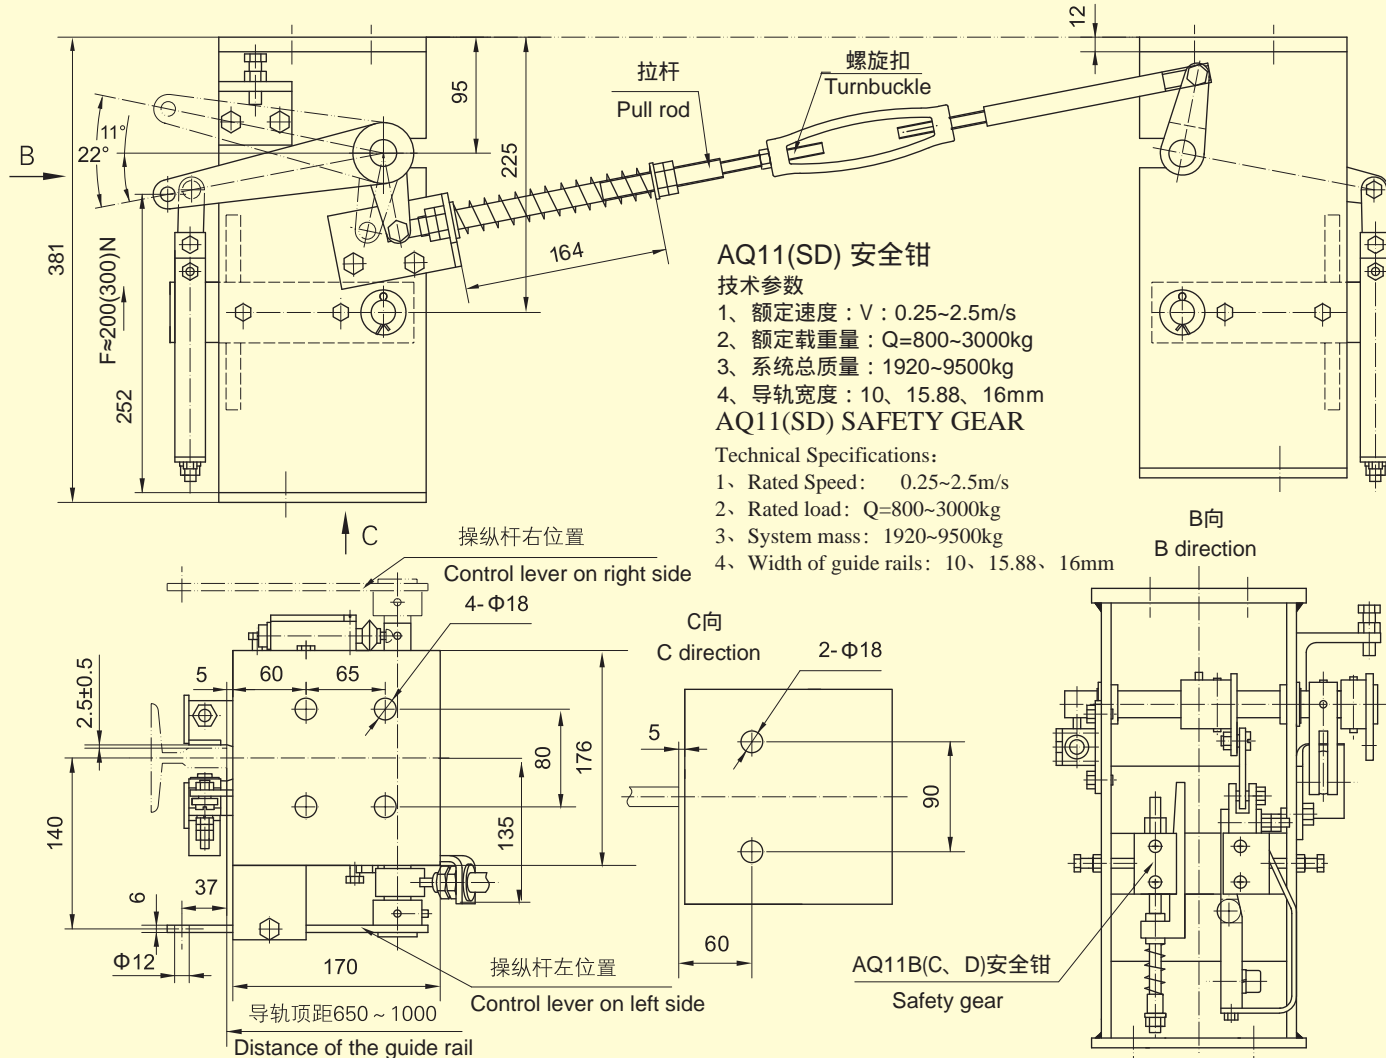 12
拉杆
Pull rod
螺旋扣
Turnbuckle
95
225
11°
22°
B
381
F≈200(300)N
252
164
AQ11(SD) 安全钳
技术参数
1、额定速度：V：0.25~2.5m/s
2、额定载重量：Q=800~3000kg
3、系统总质量：1920~9500kg
4、导轨宽度：10、15.88、16mm
AQ11(SD) SAFETY GEAR
Technical Specifications:
1、Rated Speed: 0.25~2.5m/s
2、Rated load: Q=800~3000kg
3、System mass: 1920~9500kg
4、Width of guide rails: 10、15.88、16mm
C
操纵杆右位置
Control lever on right side
4-Φ18
5
60
65
2.5±0.5
80
176
140
135
6
37
Φ12
170
操纵杆左位置
Control lever on left side
导轨顶距650~1000
Distance of the guide rail
C向
C direction
2-Φ18
5
90
60
B向
B direction
AQ11B(C、D)安全钳
Safety gear